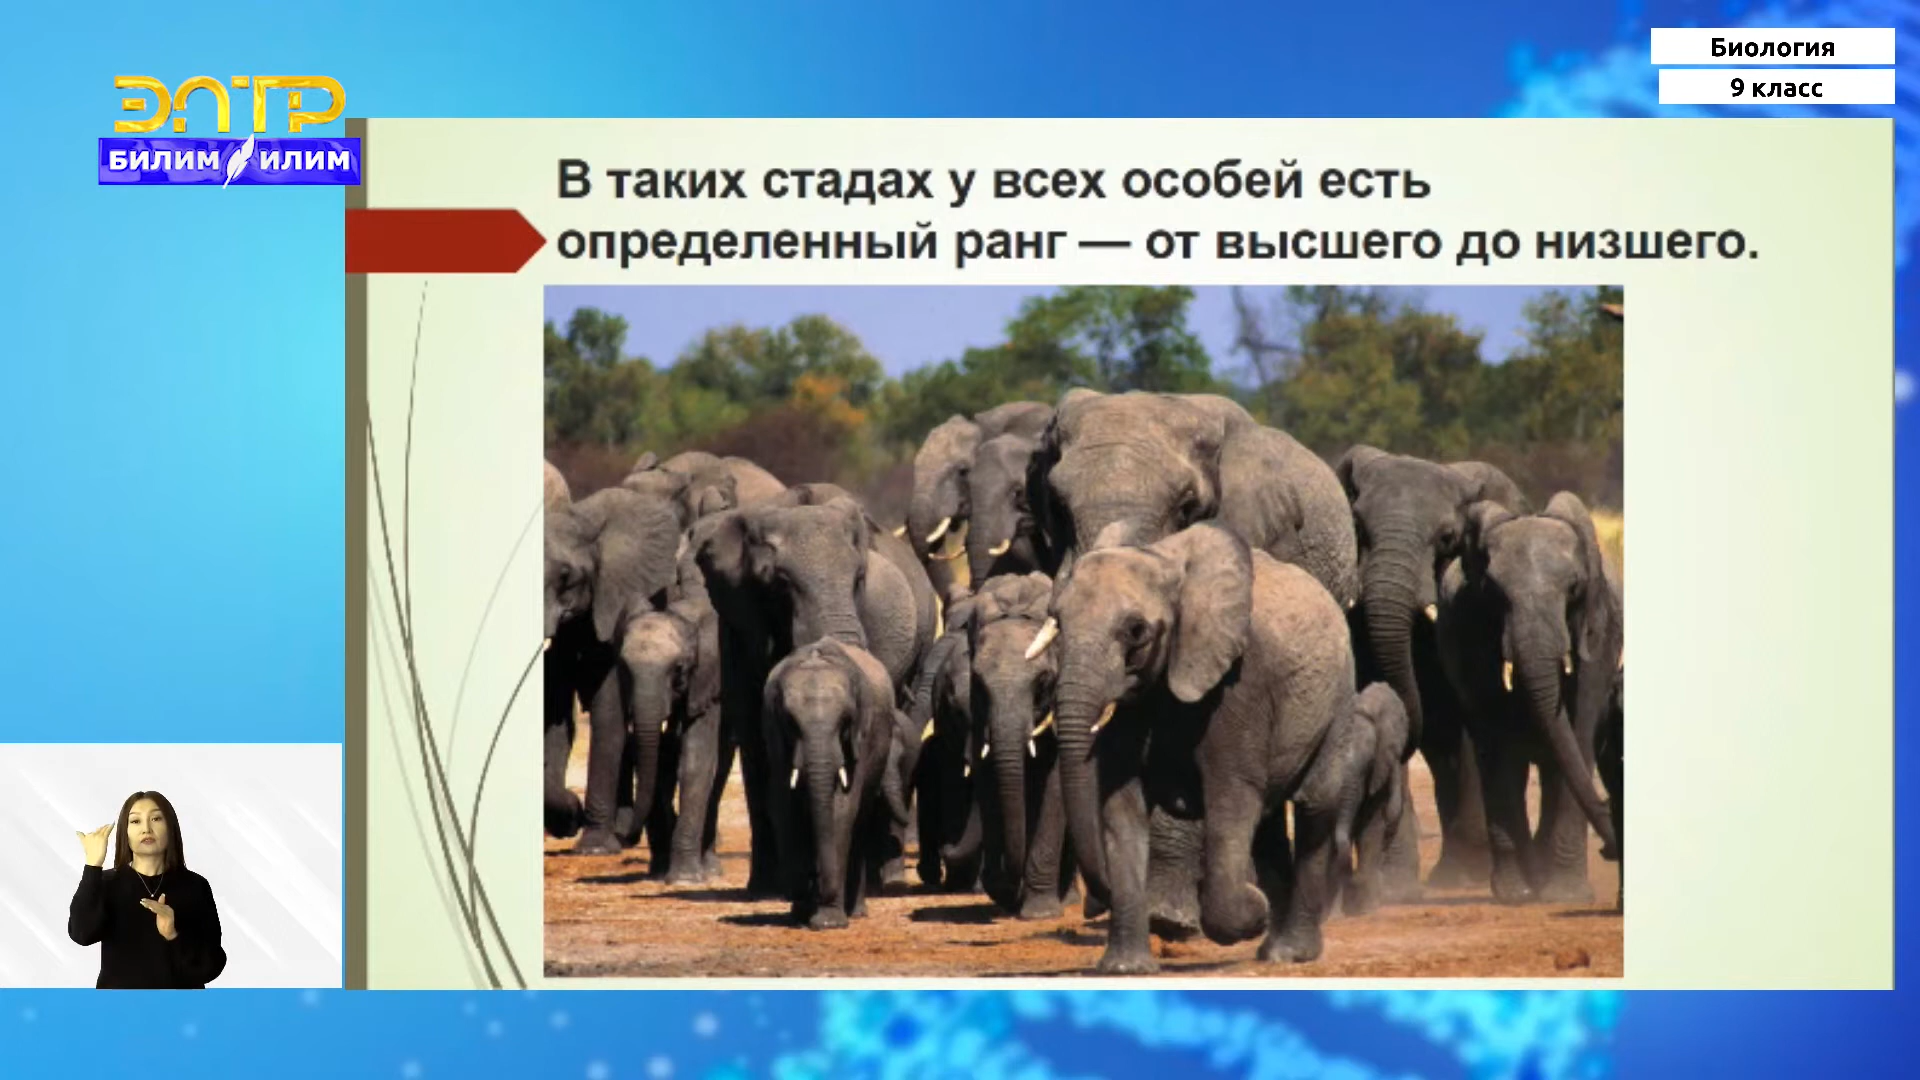 Биология
9 класс
ЭЛТР
БИЛИМ ИЛИМ
В таких стадах у всех особей есть
определенный ранг — от высшего до низшего.